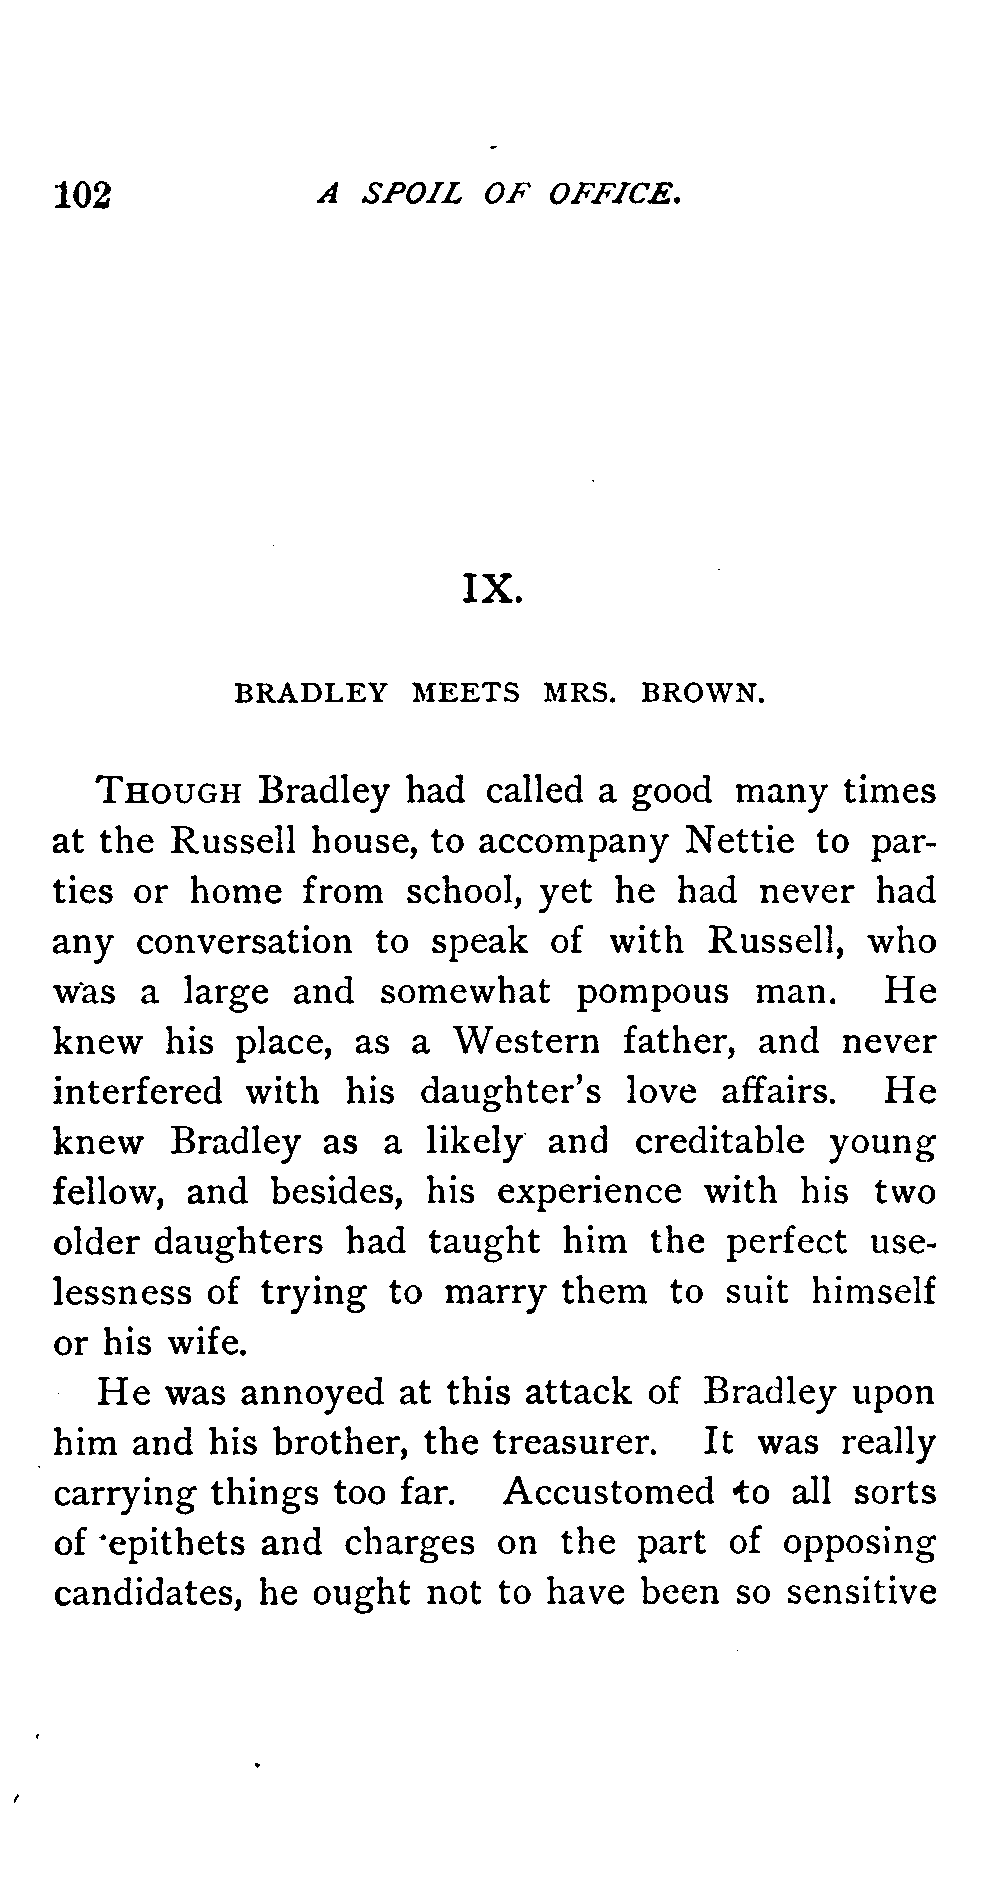 102 A SPOIL OF OFFICE.
IX.
BRADLEY MEETS MRS. BROWN.
THOUGH Bradley had called a good many times
at the Russell house, to accompany Nettie to par-
ties or home from school, yet he had never had
any conversation to speak of with Russell, who
was a large and somewhat pompous man. He
knew his place, as a Western father, and never
interfered with his daughter's love affairs. He
knew Bradley as a likely and creditable young
fellow, and besides, his experience with his two
older daughters had taught him the perfect use-
lessness of trying to marry them to suit himself
or his wife.
He was annoyed at this attack of Bradley upon
him and his brother, the treasurer. It was really
carrying things too far. Accustomed to all sorts
of epithets and charges on the part of opposing
candidates, he ought not to have been so sensitive